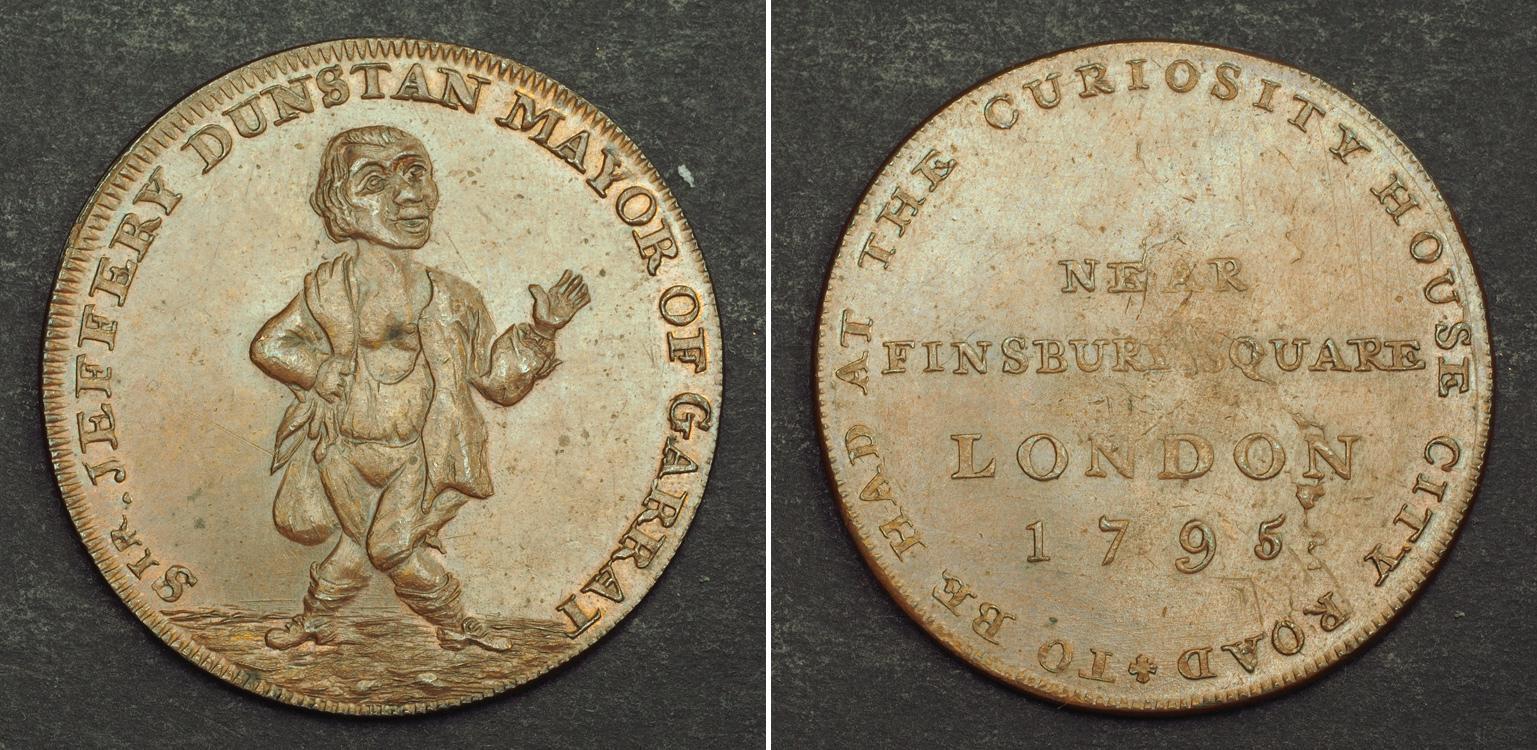 SIR. JEFFERY DUNSTAN MAYOR OF GARRAT
TO BE HAD AT THE CURIOSITY HOUSE CITY ROAD
NEAR
FINSBURY SQUARE
LONDON
1795